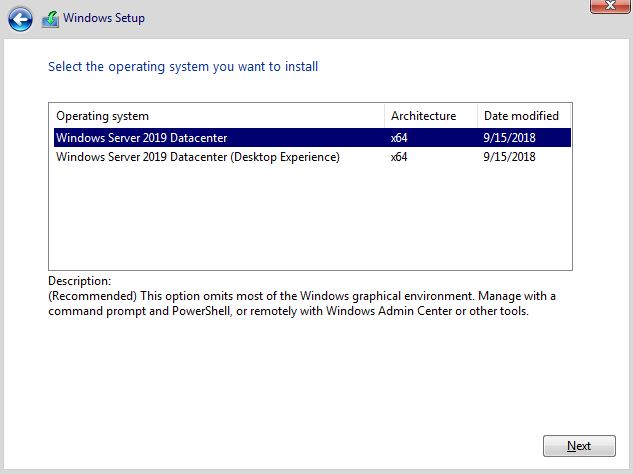 Windows Setup
Select the operating system you want to install
Operating system Architecture Date modified
Windows Server 2019 Datacenter x64 9/15/2018
Windows Server 2019 Datacenter (Desktop Experience) x64 9/15/2018
Description:
(Recommended) This option omits most of the Windows graphical environment. Manage with a
command prompt and PowerShell, or remotely with Windows Admin Center or other tools.
Next